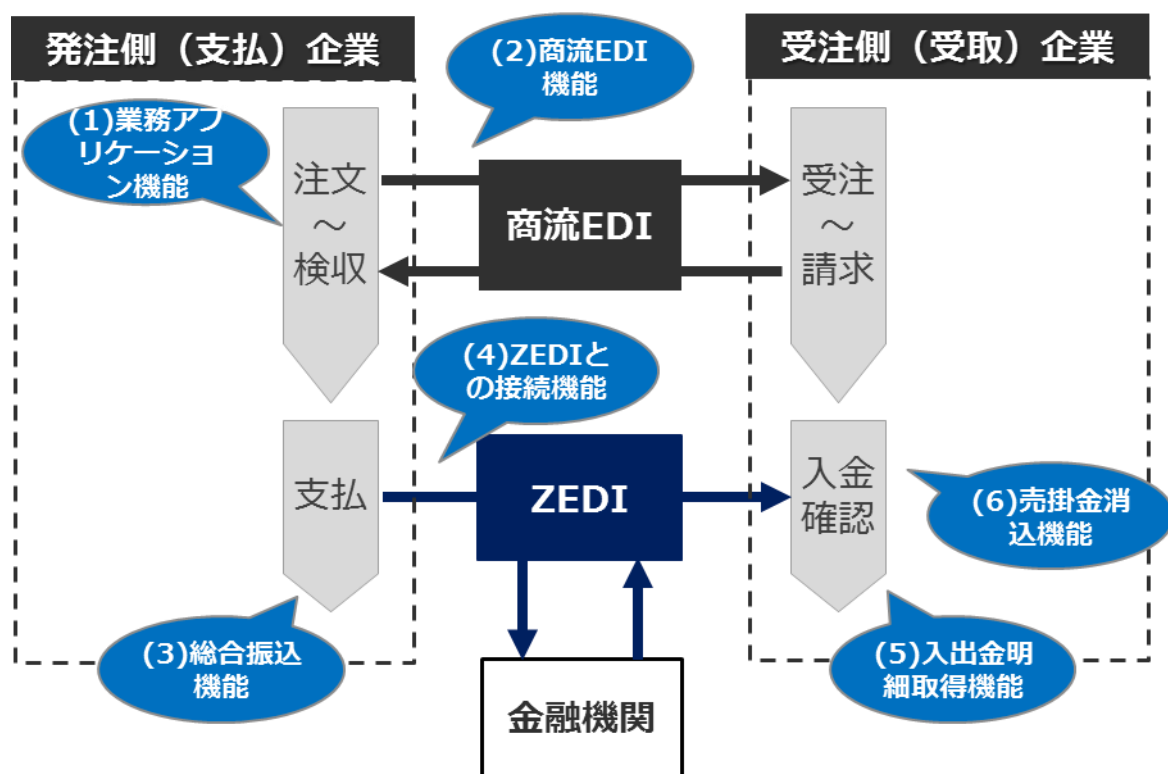 発注側（支払）企業
(2)商流EDI
機能
受注側（受取）企業
(1)業務アプ
リケーショ
ン機能
注文
～
検収
商流EDI
受注
～
請求
(4)ZEDIと
の接続機能
支払
ZEDI
入金
確認
(6)売掛金消
込機能
(3)総合振込
機能
(5)入出金明
細取得機能
金融機関